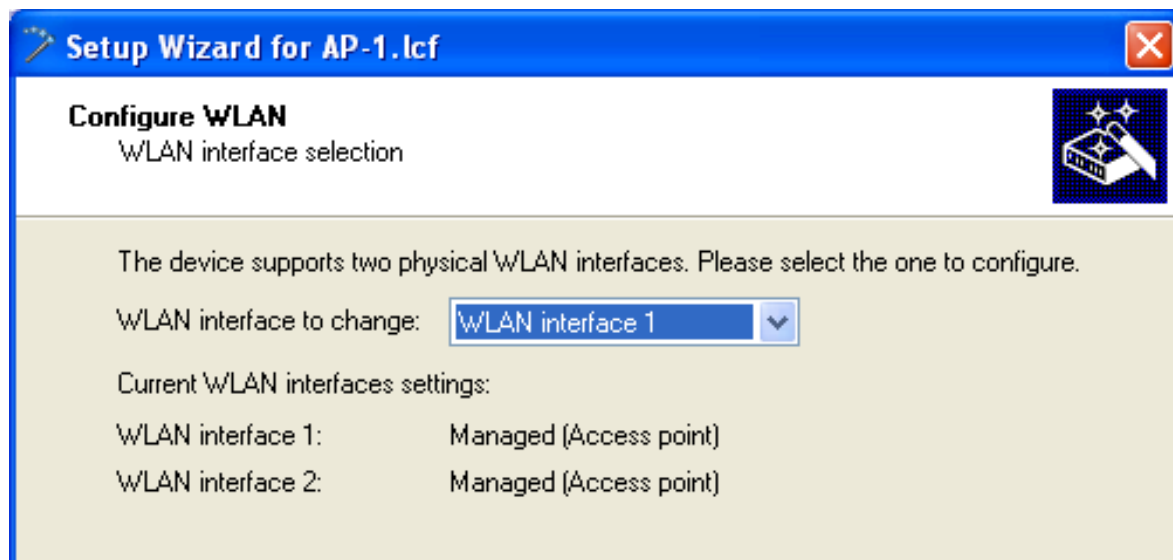 Setup Wizard for AP-1.lcf
Configure WLAN
WLAN interface selection
The device supports two physical WLAN interfaces. Please select the one to configure.
WLAN interface to change: WLAN interface 1
Current WLAN interfaces settings:
WLAN interface 1: Managed (Access point)
WLAN interface 2: Managed (Access point)